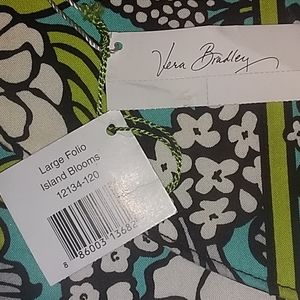 Vera Bradley
Large Folio
Island Blooms
12134-120
8 86003 13682